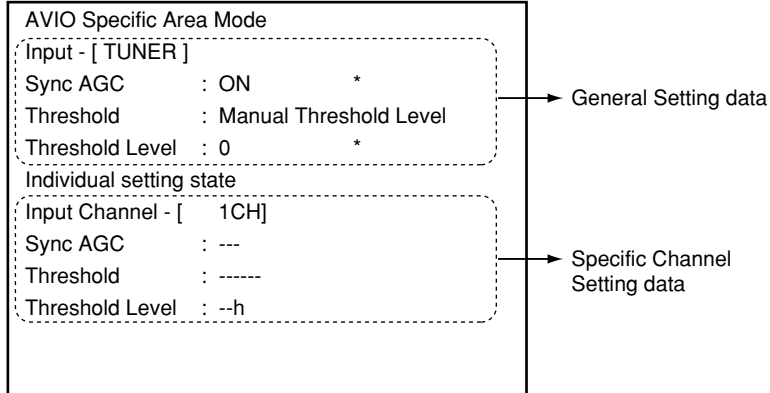 AVIO Specific Area Mode
Input - [ TUNER ]
Sync AGC : ON *
Threshold : Manual Threshold Level
Threshold Level : 0 *
General Setting data
Individual setting state
Input Channel - [ 1CH]
Sync AGC : ---
Threshold : ------
Threshold Level : --h
Specific Channel
Setting data